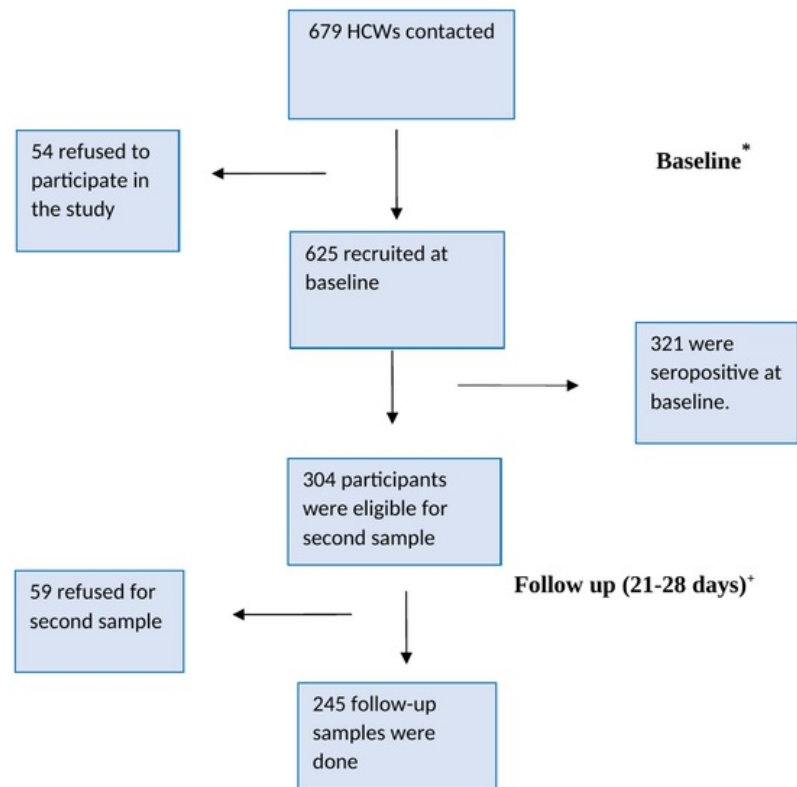 679 HCWs contacted
54 refused to
participate in
the study
Baseline*
625 recruited at
baseline
321 were
seropositive at
baseline.
304 participants
were eligible for
second sample
59 refused for
second sample
Follow up (21-28 days)+
245 follow-up
samples were
done